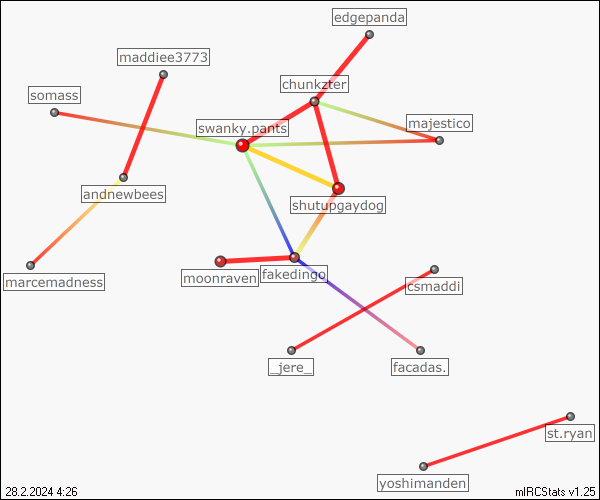 edgepanda
maddiee3773
chunkzter
somass
majestico
swanky.pants
andnewbees
shutupgaydog
marcemadness
moonraven
fakedingo
csmaddi
_jere_
facadas.
st.ryan
yoshimanden
28.2.2024 4:26
mIRCStats v1.25